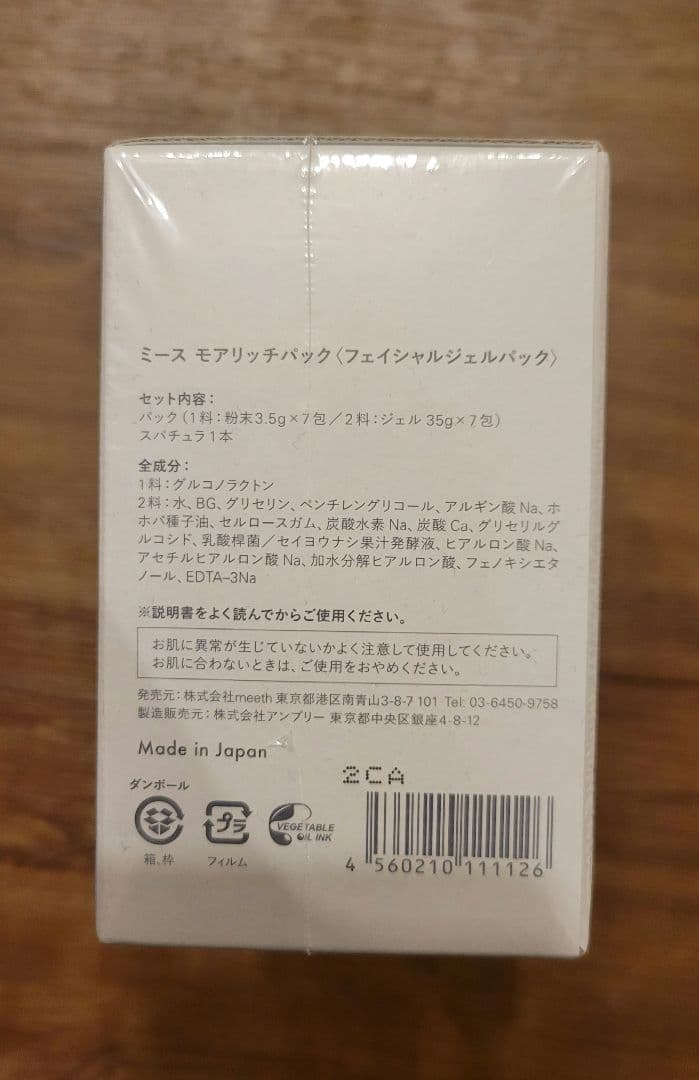 ミース モアリッチパック〈フェイシャルジェルパック〉
セット内容：
パック（1料：粉末3.5g×7包／2料：ジェル 35g×7包）
スパチュラ1本
全成分：
1料：グルコノラクトン
2料：水、BG、グリセリン、ペンチレングリコール、アルギン酸Na、ホ
ホバ種子油、セルロースガム、炭酸水素Na、炭酸Ca、グリセリルグ
ルコシド、乳酸桿菌／セイヨウナシ果汁発酵液、ヒアルロン酸Na、
アセチルヒアルロン酸Na、加水分解ヒアルロン酸、フェノキシエタ
ノール、EDTA–3Na
※説明書をよく読んでからご使用ください。
お肌に異常が生じていないかよく注意して使用してください。
お肌に合わないときは、ご使用をおやめください。
発売元：株式会社meeth 東京都港区南青山3-8-7 101 Tel: 03-6450-9758
製造販売元：株式会社アンプリー 東京都中央区銀座4-8-12
Made in Japan
2CA
ダンボール
プラ
VEGETABLE
OIL INK
箱、枠
フィルム
4 560210 111126